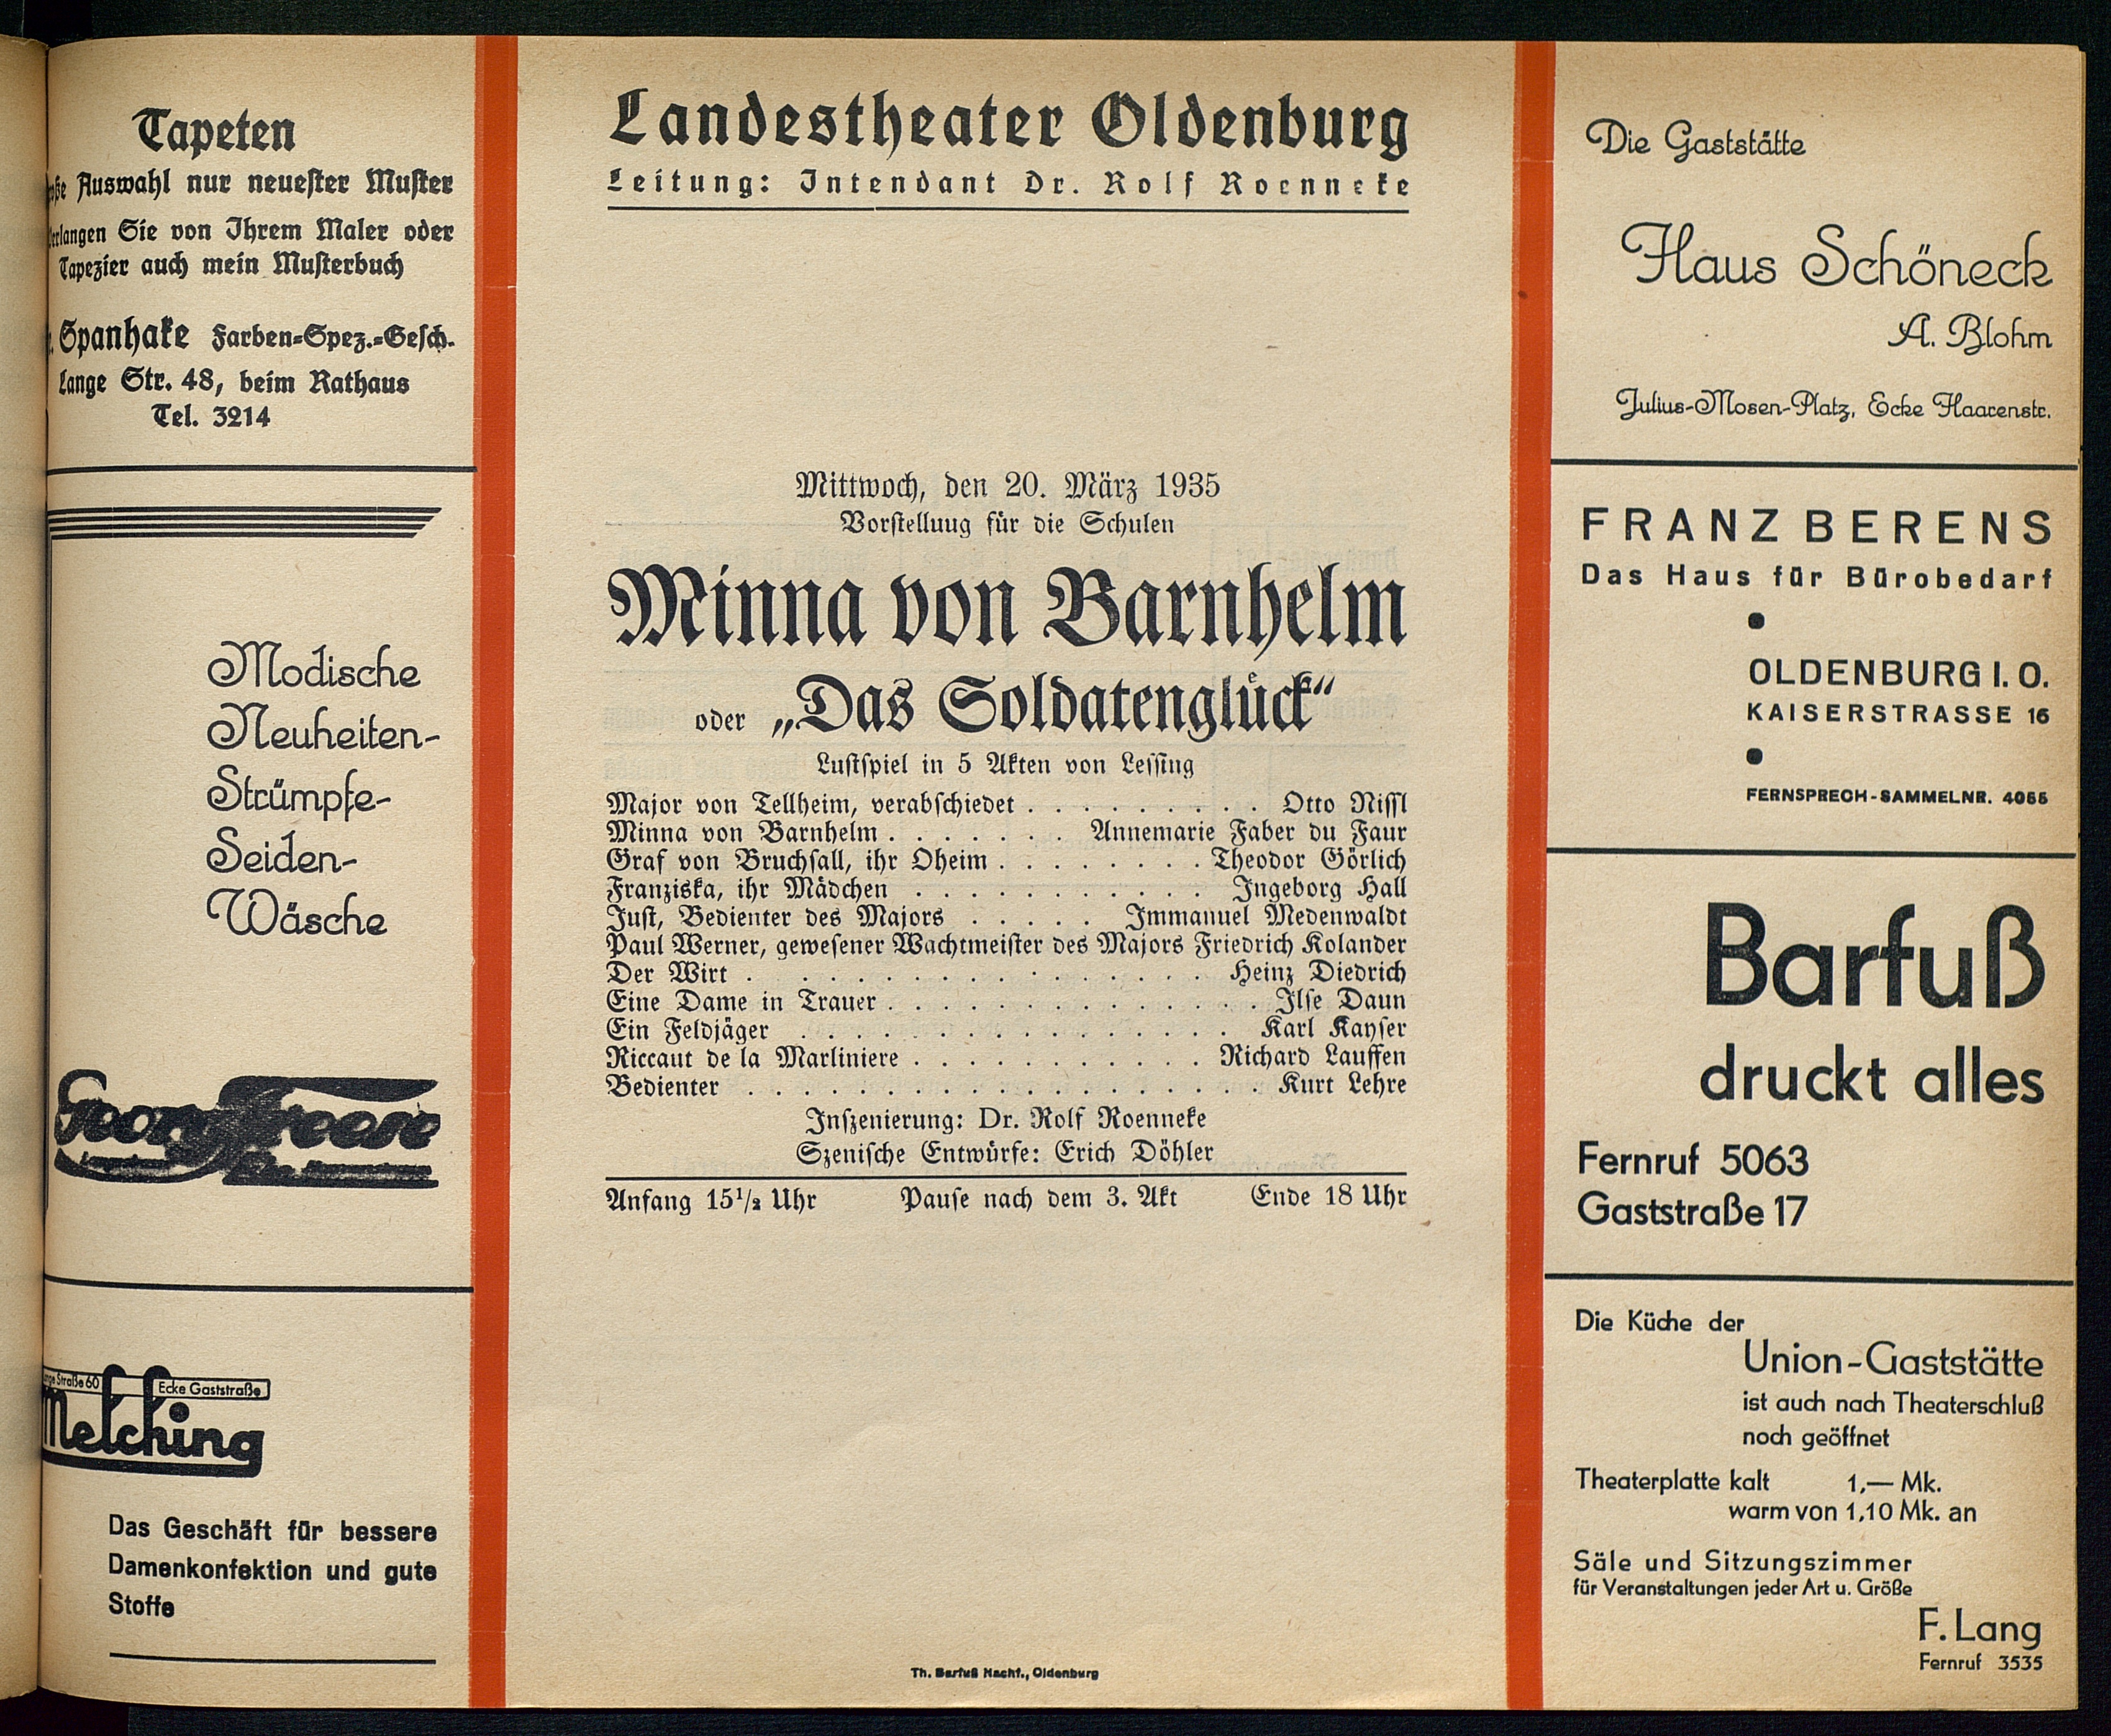 Tapeten
Auswahl nur neuester Muster
Sie von Ihrem Maler oder
Tapezier auch mein Musterbuch
Spanhake Farben-Spez.-Gesch.
Lange Str. 48, beim Rathaus
Tel. 3214
Modische
Neuheiten-
Strümpfe-
Seiden-
Wäsche
Georg Freese
Straße 60
Ecke Gaststraße
Melching
Das Geschäft für bessere
Damenkonfektion und gute
Stoffe
Landestheater Oldenburg
Leitung: Intendant Dr. Rolf Roenneke
Mittwoch, den 20. März 1935
Vorstelluug für die Schulen
Minna von Barnhelm
oder „Das Soldatenglück“
Lustspiel in 5 Akten von Lessing
Major von Tellheim, verabschiedet . . . . . . . . . Otto Nissl
Minna von Barnhelm . . . . . . . Annemarie Faber du Faur
Graf von Bruchsall, ihr Oheim . . . . . . . . Theodor Görlich
Franziska, ihr Mädchen . . . . . . . . . . . Ingeborg Hall
Just, Bedienter des Majors . . . . . . Immanuel Medenwaldt
Paul Werner, gewesener Wachtmeister des Majors Friedrich Kolander
Der Wirt . . . . . . . . . . . . . . . . . Heinz Diedrich
Eine Dame in Trauer . . . . . . . . . . . . . . Ilse Daun
Ein Feldjäger . . . . . . . . . . . . . . . . Karl Kayser
Riccaut de la Marliniere . . . . . . . . . . . Richard Lauffen
Bedienter . . . . . . . . . . . . . . . . . . . Kurt Lehre
Inszenierung: Dr. Rolf Roenneke
Szenische Entwürfe: Erich Döhler
Anfang 15½ Uhr Pause nach dem 3. Akt Ende 18 Uhr
Th. Barfuß Nachf., Oldenburg
Die Gaststätte
Haus Schöneck
A. Blohm
Julius-Mosen-Platz, Ecke Haarenstr.
FRANZ BERENS
Das Haus für Bürobedarf
OLDENBURG I. O.
KAISERSTRASSE 16
FERNSPRECH-SAMMELNR. 4055
Barfuß
druckt alles
Fernruf 5063
Gaststraße 17
Die Küche der
Union-Gaststätte
ist auch nach Theaterschluß
noch geöffnet
Theaterplatte kalt 1,— Mk.
warm von 1,10 Mk. an
Säle und Sitzungszimmer
für Veranstaltungen jeder Art u. Größe
F. Lang
Fernruf 3535